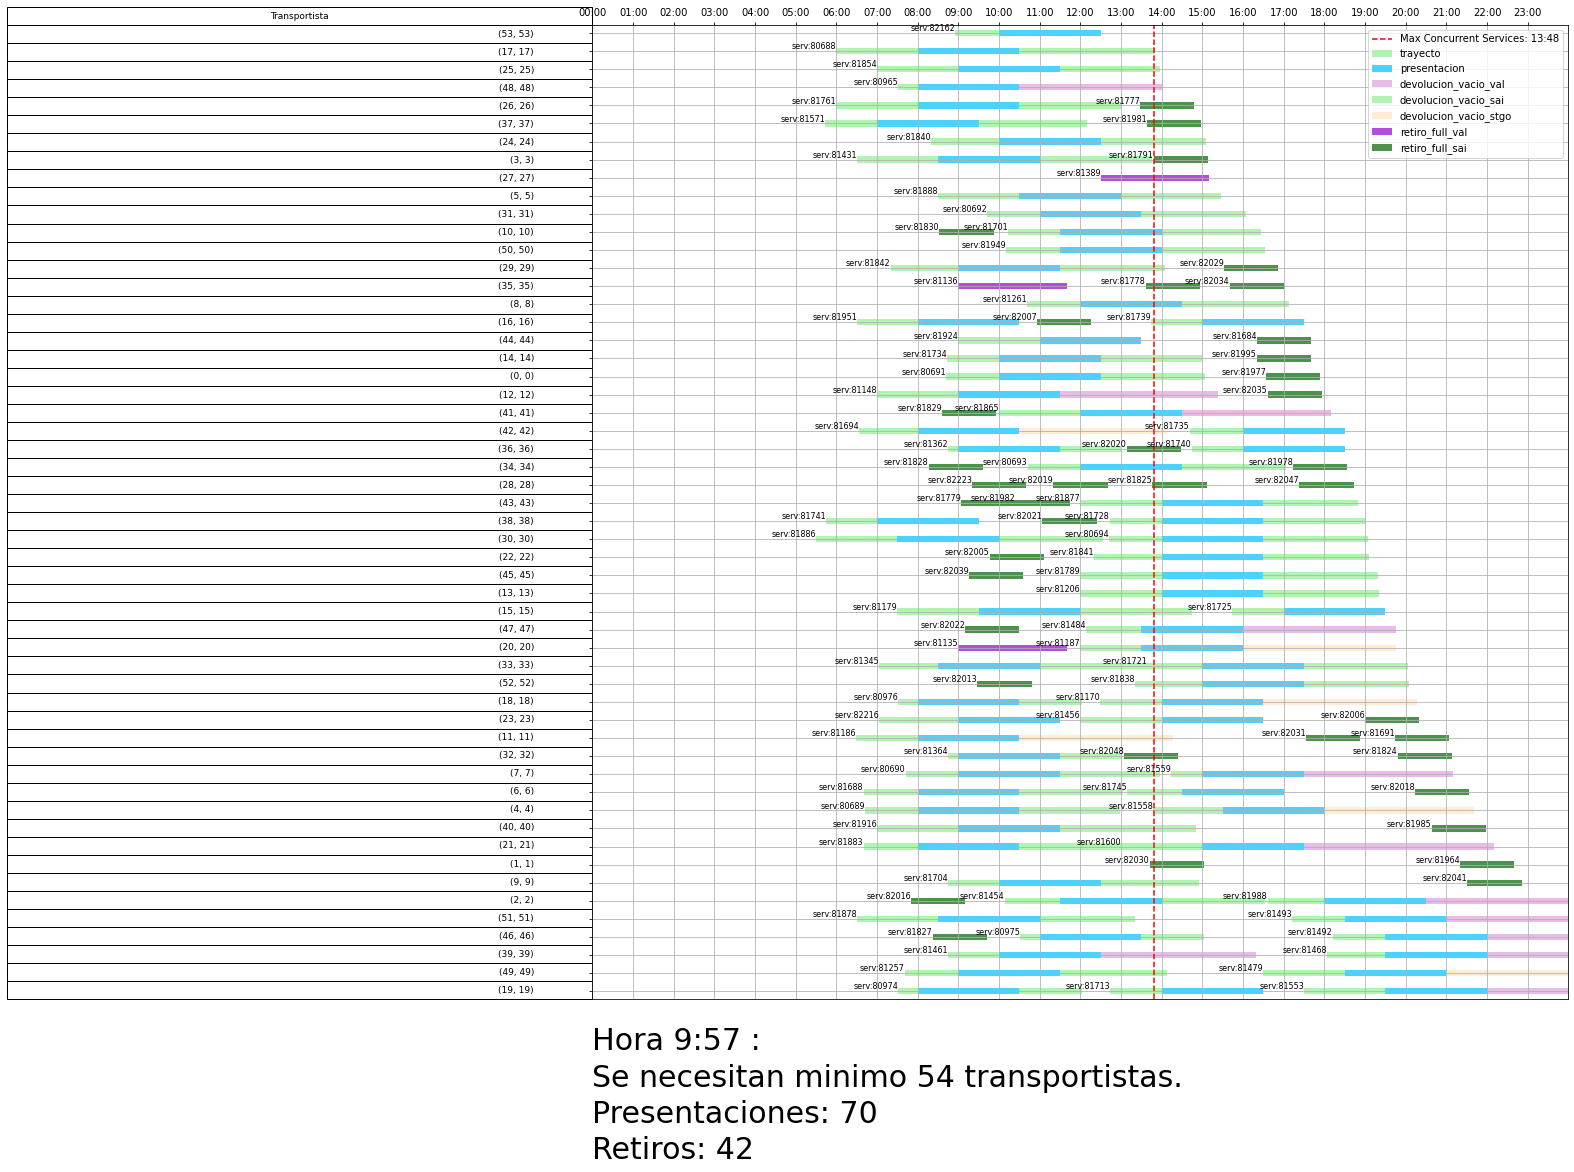 Transportista 00:00 01:00 02:00 03:00 04:00 05:00 06:00 07:00 08:00 09:00 10:00 11:00 12:00 13:00 14:00 15:00 16:00 17:00 18:00 19:00 20:00 21:00 22:00 23:00
(53, 53) serv:82162
(17, 17) serv:80688
(25, 25) serv:81854
(48, 48) serv:80965
(26, 26) serv:81761 serv:81777
(37, 37) serv:81571 serv:81981
(24, 24) serv:81840
(3, 3) serv:81431 serv:81791
(27, 27) serv:81389
(5, 5) serv:81888
(31, 31) serv:80692
(10, 10) serv:81830 serv:81701
(50, 50) serv:81949
(29, 29) serv:81842 serv:82029
(35, 35) serv:81136 serv:81778 serv:82034
(8, 8) serv:81261
(16, 16) serv:81951 serv:82007 serv:81739
(44, 44) serv:81924 serv:81684
(14, 14) serv:81734 serv:81995
(0, 0) serv:80691 serv:81977
(12, 12) serv:81148 serv:82035
(41, 41) serv:81829 serv:81865
(42, 42) serv:81694 serv:81735
(36, 36) serv:81362 serv:82020 serv:81740
(34, 34) serv:81828 serv:80693 serv:81978
(28, 28) serv:82223 serv:82019 serv:81825 serv:82047
(43, 43) serv:81779 serv:81982 serv:81877
(38, 38) serv:81741 serv:82021 serv:81728
(30, 30) serv:81886 serv:80694
(22, 22) serv:82005 serv:81841
(45, 45) serv:82039 serv:81789
(13, 13) serv:81206
(15, 15) serv:81179 serv:81725
(47, 47) serv:82022 serv:81484
(20, 20) serv:81135 serv:81187
(33, 33) serv:81345 serv:81721
(52, 52) serv:82013 serv:81838
(18, 18) serv:80976 serv:81170
(23, 23) serv:82216 serv:81456 serv:82006
(11, 11) serv:81186 serv:82031 serv:81691
(32, 32) serv:81364 serv:82048 serv:81824
(7, 7) serv:80690 serv:81559
(6, 6) serv:81688 serv:81745 serv:82018
(4, 4) serv:80689 serv:81558
(40, 40) serv:81916 serv:81985
(21, 21) serv:81883 serv:81600
(1, 1) serv:82030 serv:81964
(9, 9) serv:81704 serv:82041
(2, 2) serv:82016 serv:81454 serv:81988
(51, 51) serv:81878 serv:81493
(46, 46) serv:81827 serv:80975 serv:81492
(39, 39) serv:81461 serv:81468
(49, 49) serv:81257 serv:81479
(19, 19) serv:80974 serv:81713 serv:81553
Max Concurrent Services: 13:48
trayecto
presentacion
devolucion_vacio_val
devolucion_vacio_sai
devolucion_vacio_stgo
retiro_full_val
retiro_full_sai
Hora 9:57 :
Se necesitan minimo 54 transportistas.
Presentaciones: 70
Retiros: 42